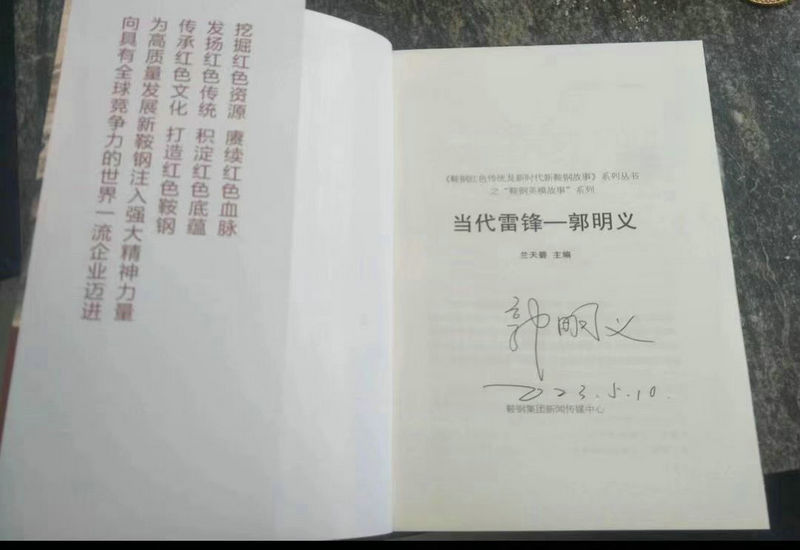 挖掘红色资源 赓续红色血脉
发扬红色传统 积淀红色底蕴
传承红色文化 打造红色鞍钢
为高质量发展新鞍钢注入强大精神力量
向具有全球竞争力的世界一流企业迈进
《鞍钢红色传统及新时代新鞍钢故事》系列丛书
之“鞍钢英模故事”系列
当代雷锋—郭明义
兰天碧 主编
郭明义
2023.5.10
鞍钢集团新闻传媒中心